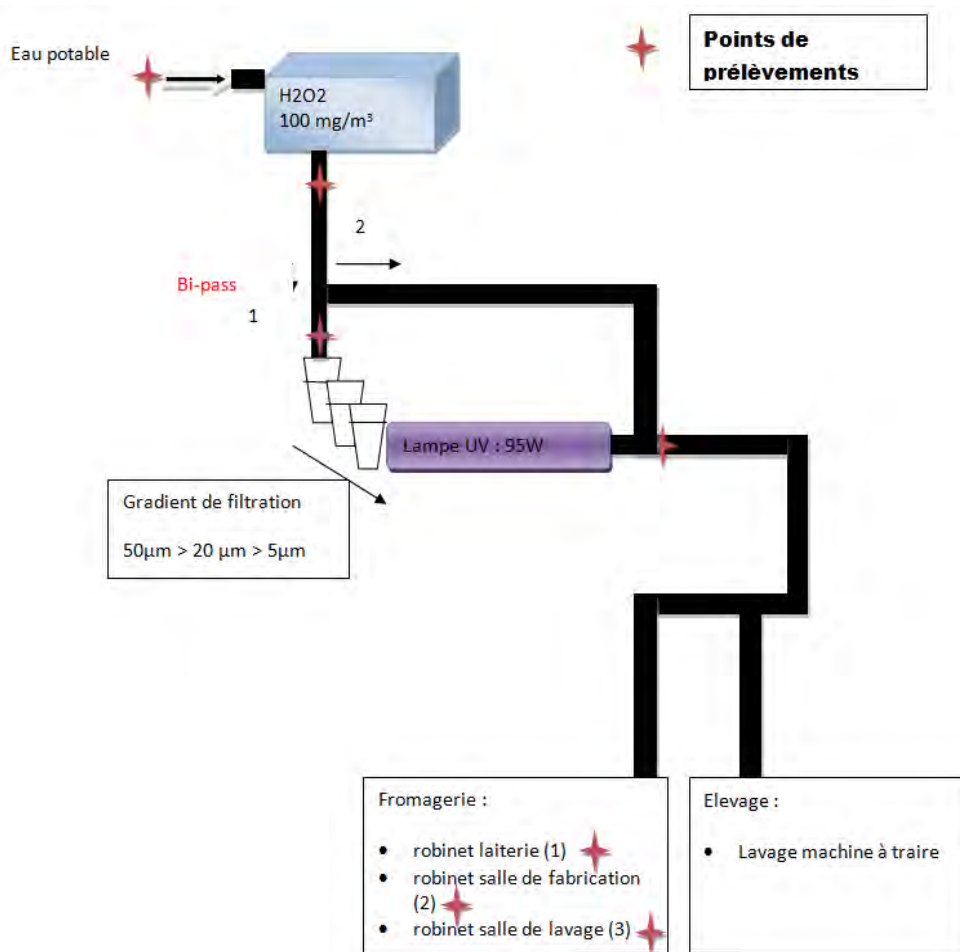 Eau potable
Points de
prélèvements
H2O2
100 mg/m³
2
Bi-pass
1
Lampe UV : 95W
Gradient de filtration
50µm > 20 µm > 5µm
Fromagerie :
• robinet laiterie (1)
• robinet salle de fabrication
(2)
• robinet salle de lavage (3)
Elevage :
• Lavage machine à traire